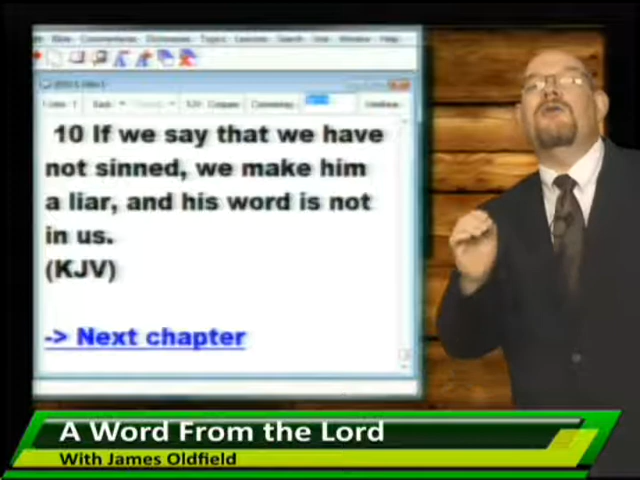 10 If we say that we have
not sinned, we make him
a liar, and his word is not
in us.
(KJV)
-> Next chapter
A Word From the Lord
With James Oldfield